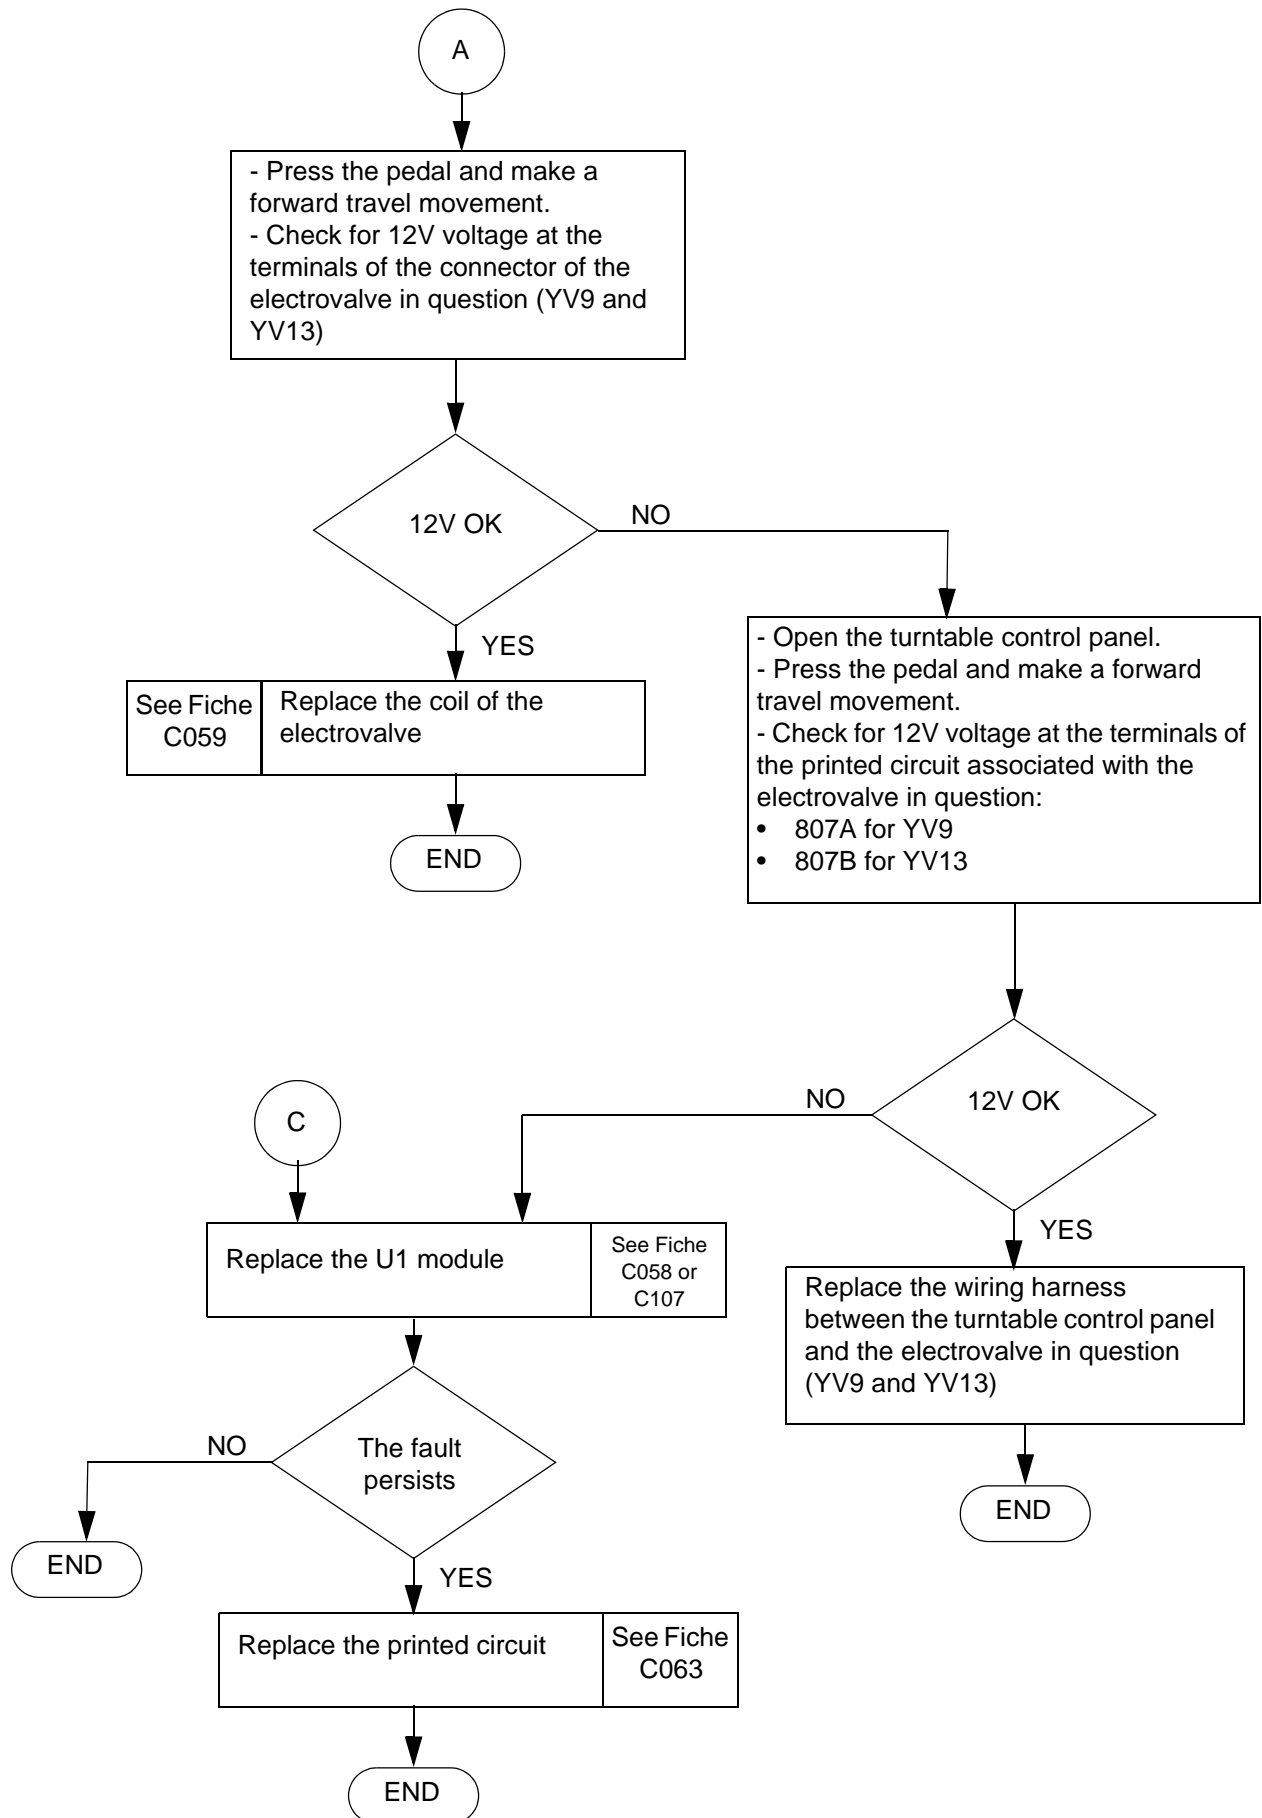 A
- Press the pedal and make a
forward travel movement.
- Check for 12V voltage at the
terminals of the connector of the
electrovalve in question (YV9 and
YV13)
12V OK
NO
YES
See Fiche
C059
Replace the coil of the
electrovalve
END
- Open the turntable control panel.
- Press the pedal and make a forward
travel movement.
- Check for 12V voltage at the terminals of
the printed circuit associated with the
electrovalve in question:
• 807A for YV9
• 807B for YV13
12V OK
NO
YES
Replace the wiring harness
between the turntable control panel
and the electrovalve in question
(YV9 and YV13)
END
C
Replace the U1 module
See Fiche
C058 or
C107
The fault
persists
NO
END
YES
Replace the printed circuit
See Fiche
C063
END